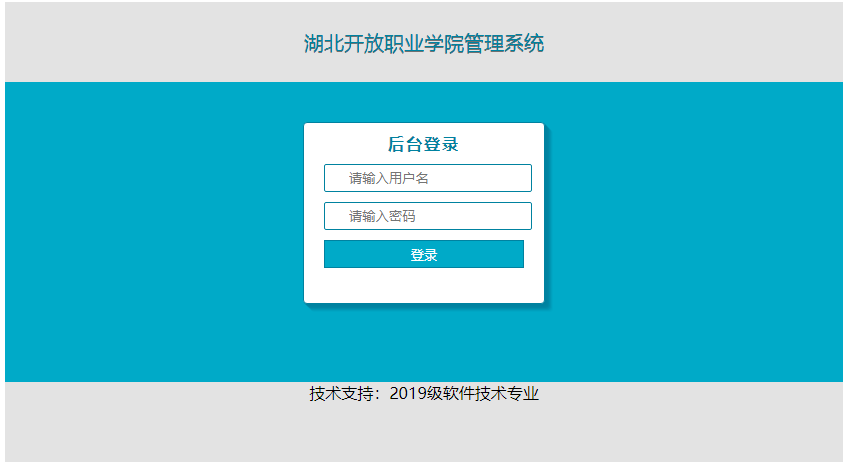 湖北开放职业学院管理系统
后台登录
请输入用户名
请输入密码
登录
技术支持：2019级软件技术专业